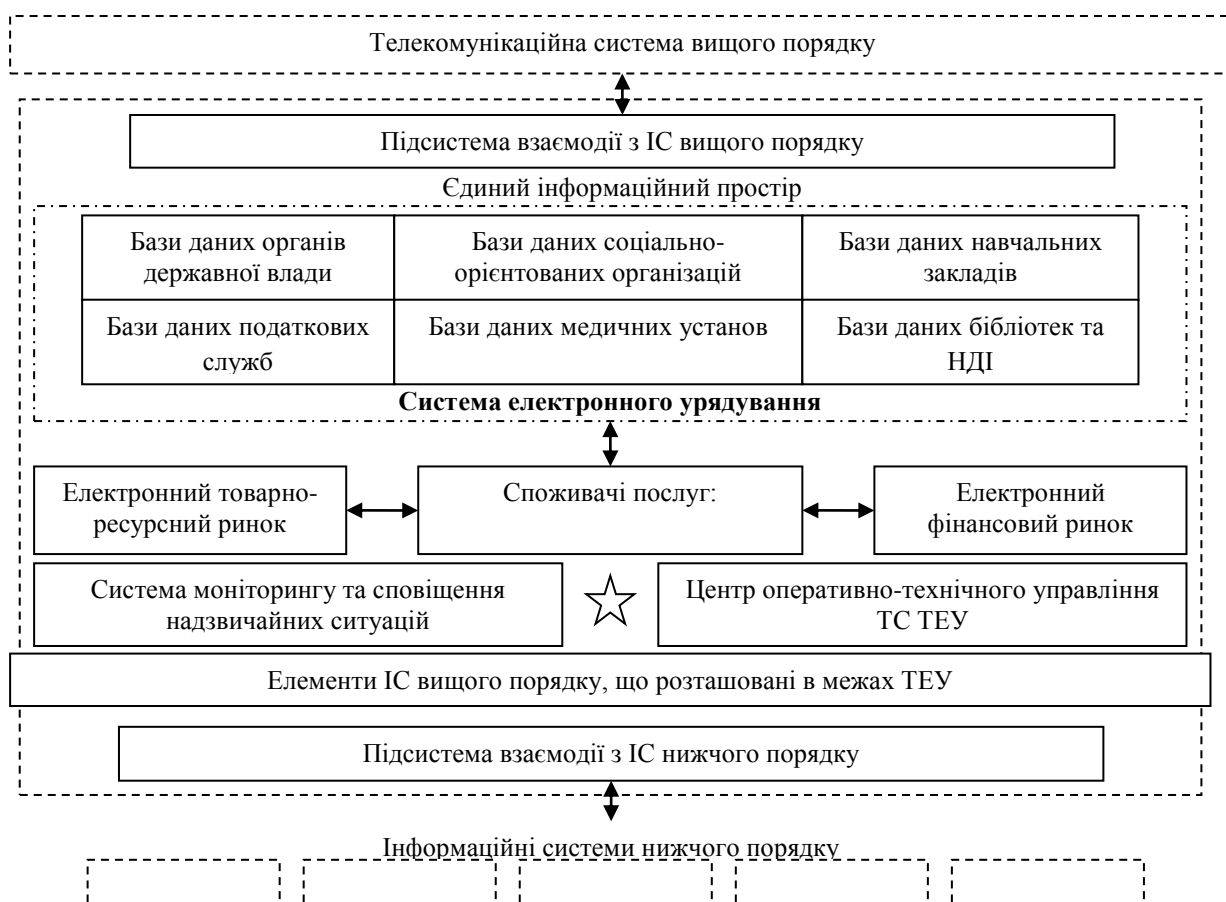 Телекомунікаційна система вищого порядку
Підсистема взаємодії з ІС вищого порядку
Єдиний інформаційний простір
Бази даних органів
державної влади
Бази даних соціально-
орієнтованих організацій
Бази даних навчальних
закладів
Бази даних податкових
служб
Бази даних медичних установ
Бази даних бібліотек та
НДІ
Система електронного урядування
Електронний товарно-
ресурсний ринок
Споживачі послуг:
Електронний
фінансовий ринок
Система моніторингу та сповіщення
надзвичайних ситуацій
Центр оперативно-технічного управління
ТС ТЕУ
Елементи ІС вищого порядку, що розташовані в межах ТЕУ
Підсистема взаємодії з ІС нижчого порядку
Інформаційні системи нижчого порядку